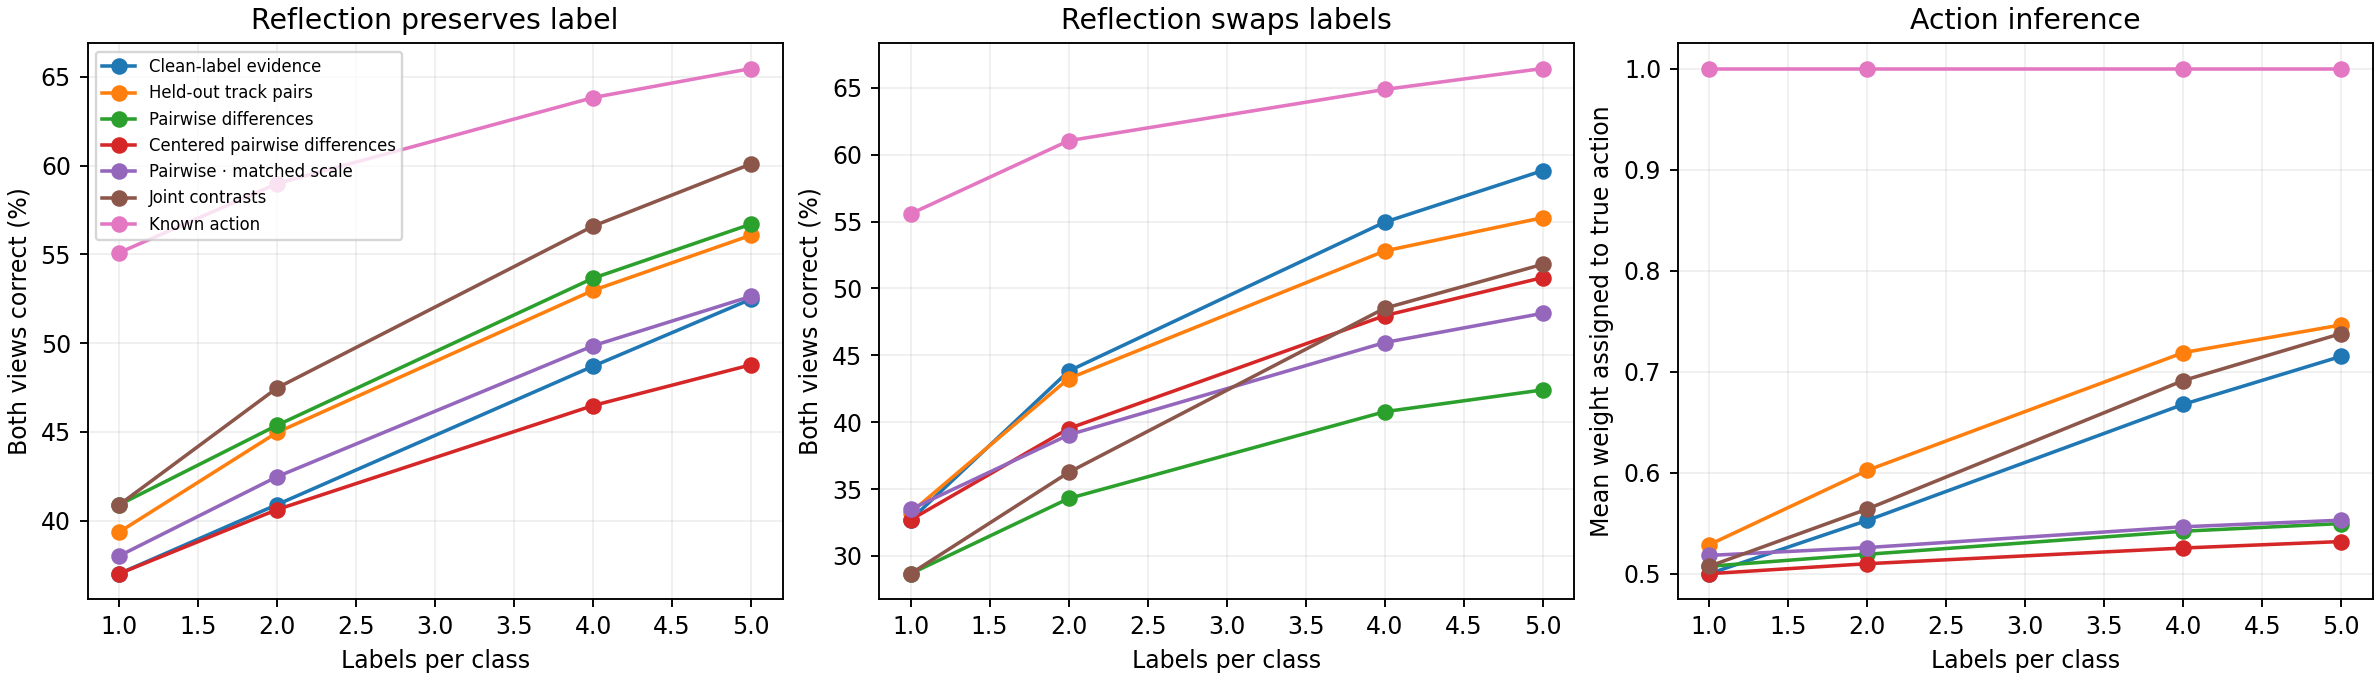 Reflection preserves label
Clean-label evidence
Held-out track pairs
Pairwise differences
Centered pairwise differences
Pairwise · matched scale
Joint contrasts
Known action
Both views correct (%)
65
60
55
50
45
40
1.0 1.5 2.0 2.5 3.0 3.5 4.0 4.5 5.0
Labels per class
Reflection swaps labels
Both views correct (%)
65
60
55
50
45
40
35
30
1.0 1.5 2.0 2.5 3.0 3.5 4.0 4.5 5.0
Labels per class
Action inference
Mean weight assigned to true action
1.0
0.9
0.8
0.7
0.6
0.5
1.0 1.5 2.0 2.5 3.0 3.5 4.0 4.5 5.0
Labels per class